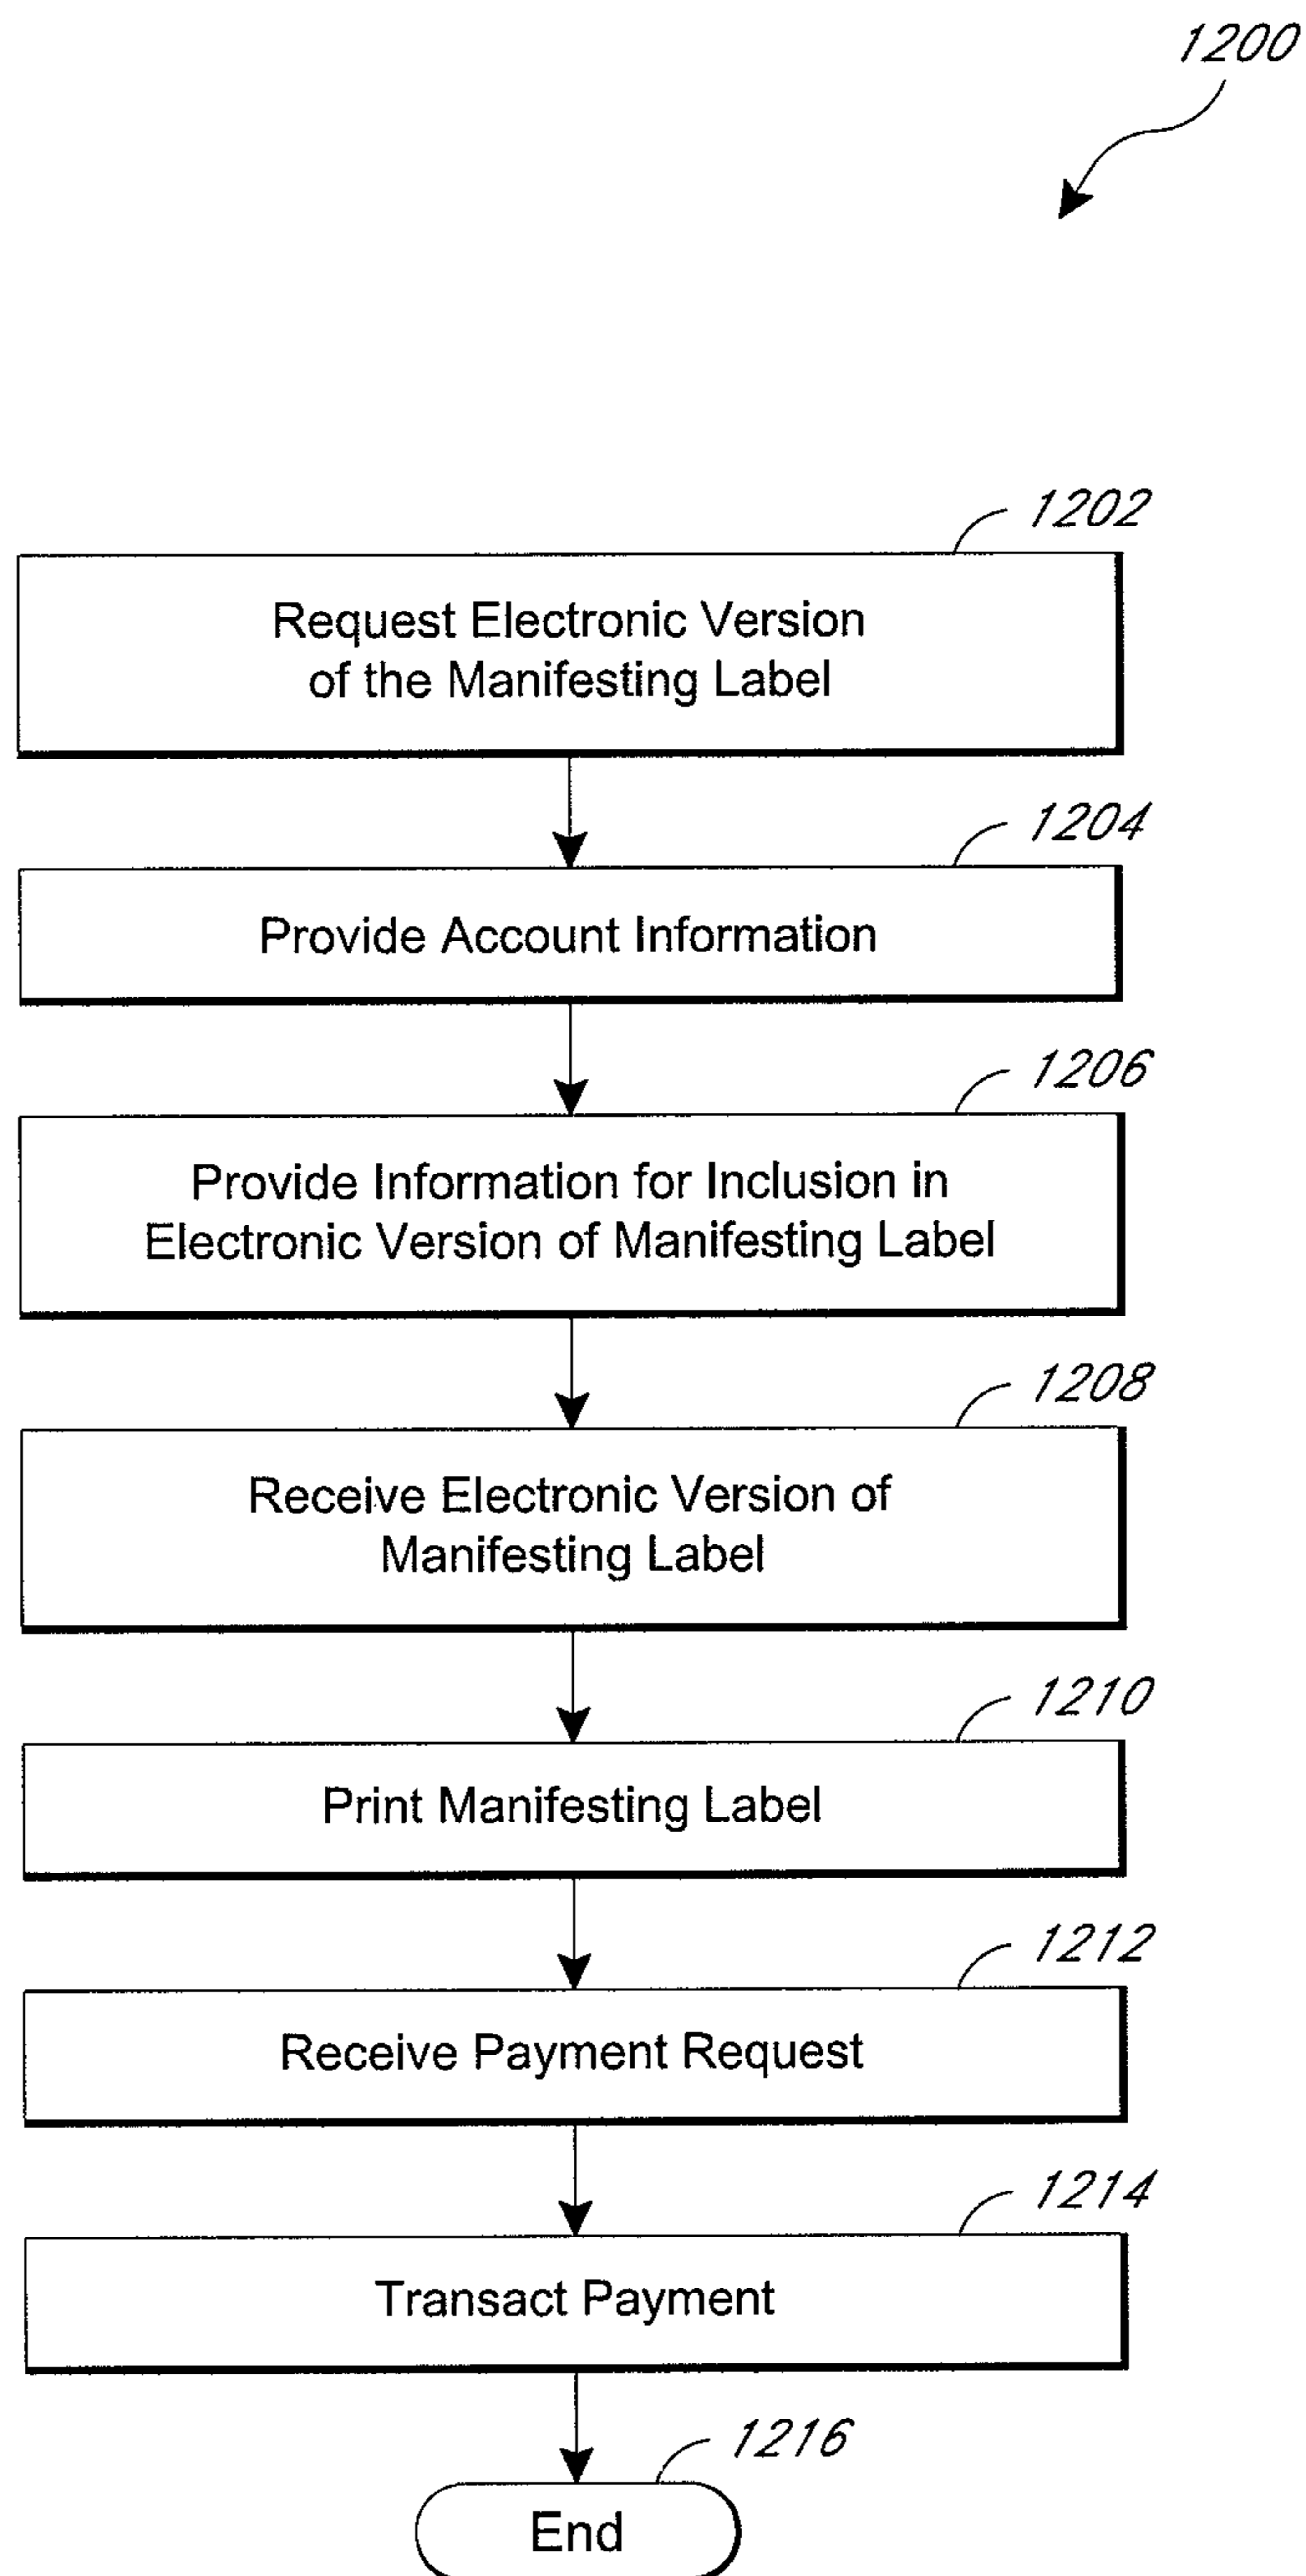 1200
1202
Request Electronic Version
of the Manifesting Label
1204
Provide Account Information
1206
Provide Information for Inclusion in
Electronic Version of Manifesting Label
1208
Receive Electronic Version of
Manifesting Label
1210
Print Manifesting Label
1212
Receive Payment Request
1214
Transact Payment
1216
End